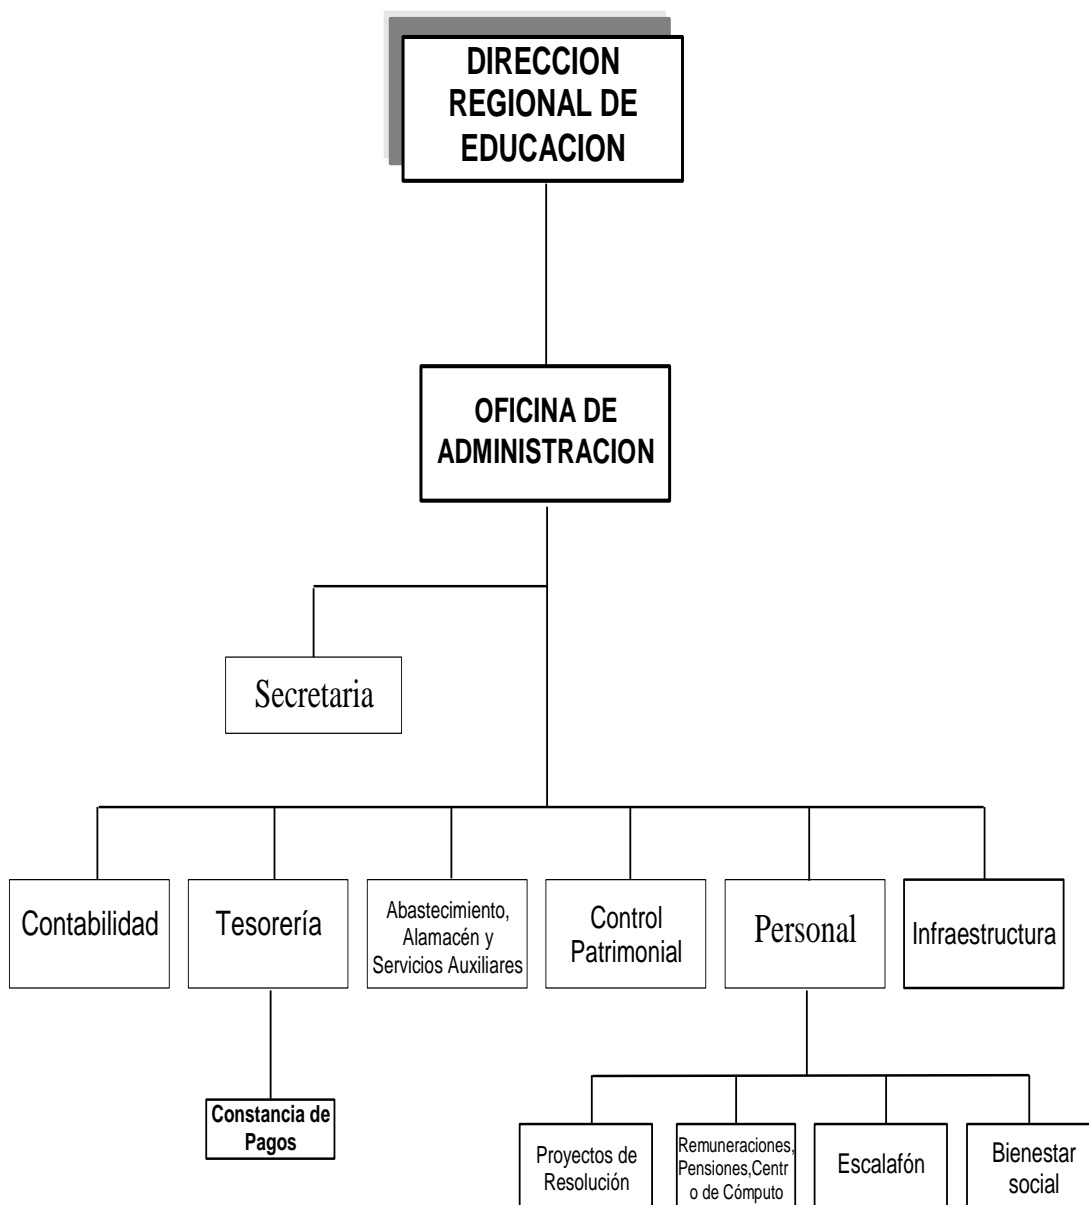 DIRECCION
REGIONAL DE
EDUCACION
OFICINA DE
ADMINISTRACION
Secretaria
Contabilidad
Tesorería
Abastecimiento,
Alamacén y
Servicios Auxiliares
Control
Patrimonial
Personal
Infraestructura
Constancia de
Pagos
Proyectos de
Resolución
Remuneraciones,
Pensiones,Centr
o de Cómputo
Escalafón
Bienestar
social